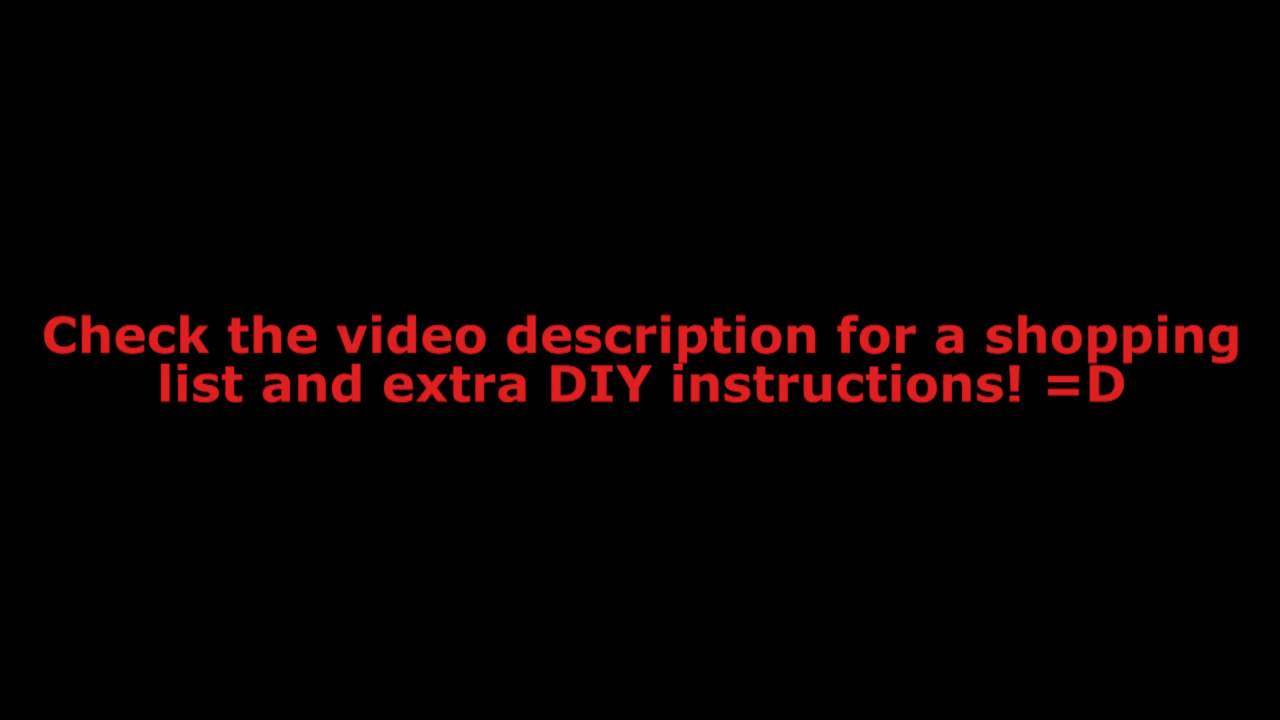 Check the video description for a shopping
list and extra DIY instructions! =D